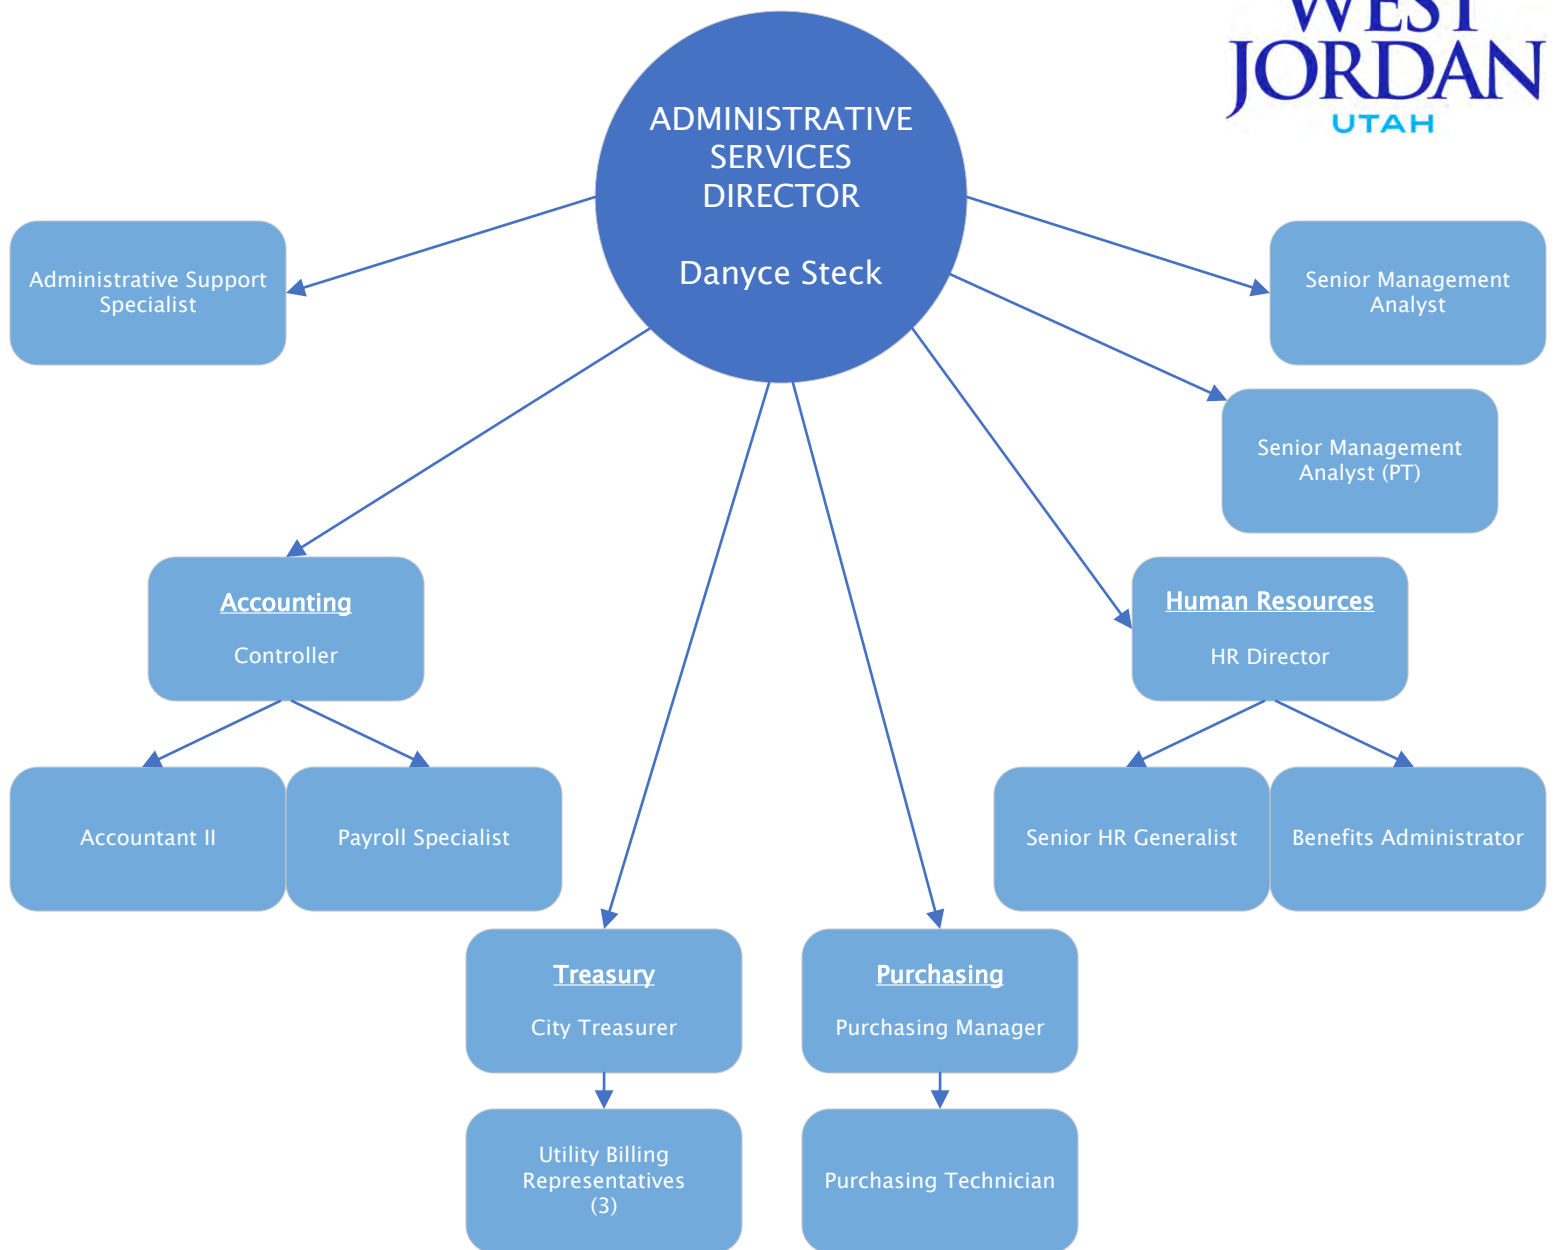 WEST
JORDAN
UTAH
ADMINISTRATIVE
SERVICES
DIRECTOR
Danyce Steck
Administrative Support
Specialist
Senior Management
Analyst
Senior Management
Analyst (PT)
Accounting
Controller
Human Resources
HR Director
Accountant II
Payroll Specialist
Senior HR Generalist
Benefits Administrator
Treasury
City Treasurer
Purchasing
Purchasing Manager
Utility Billing
Representatives
(3)
Purchasing Technician